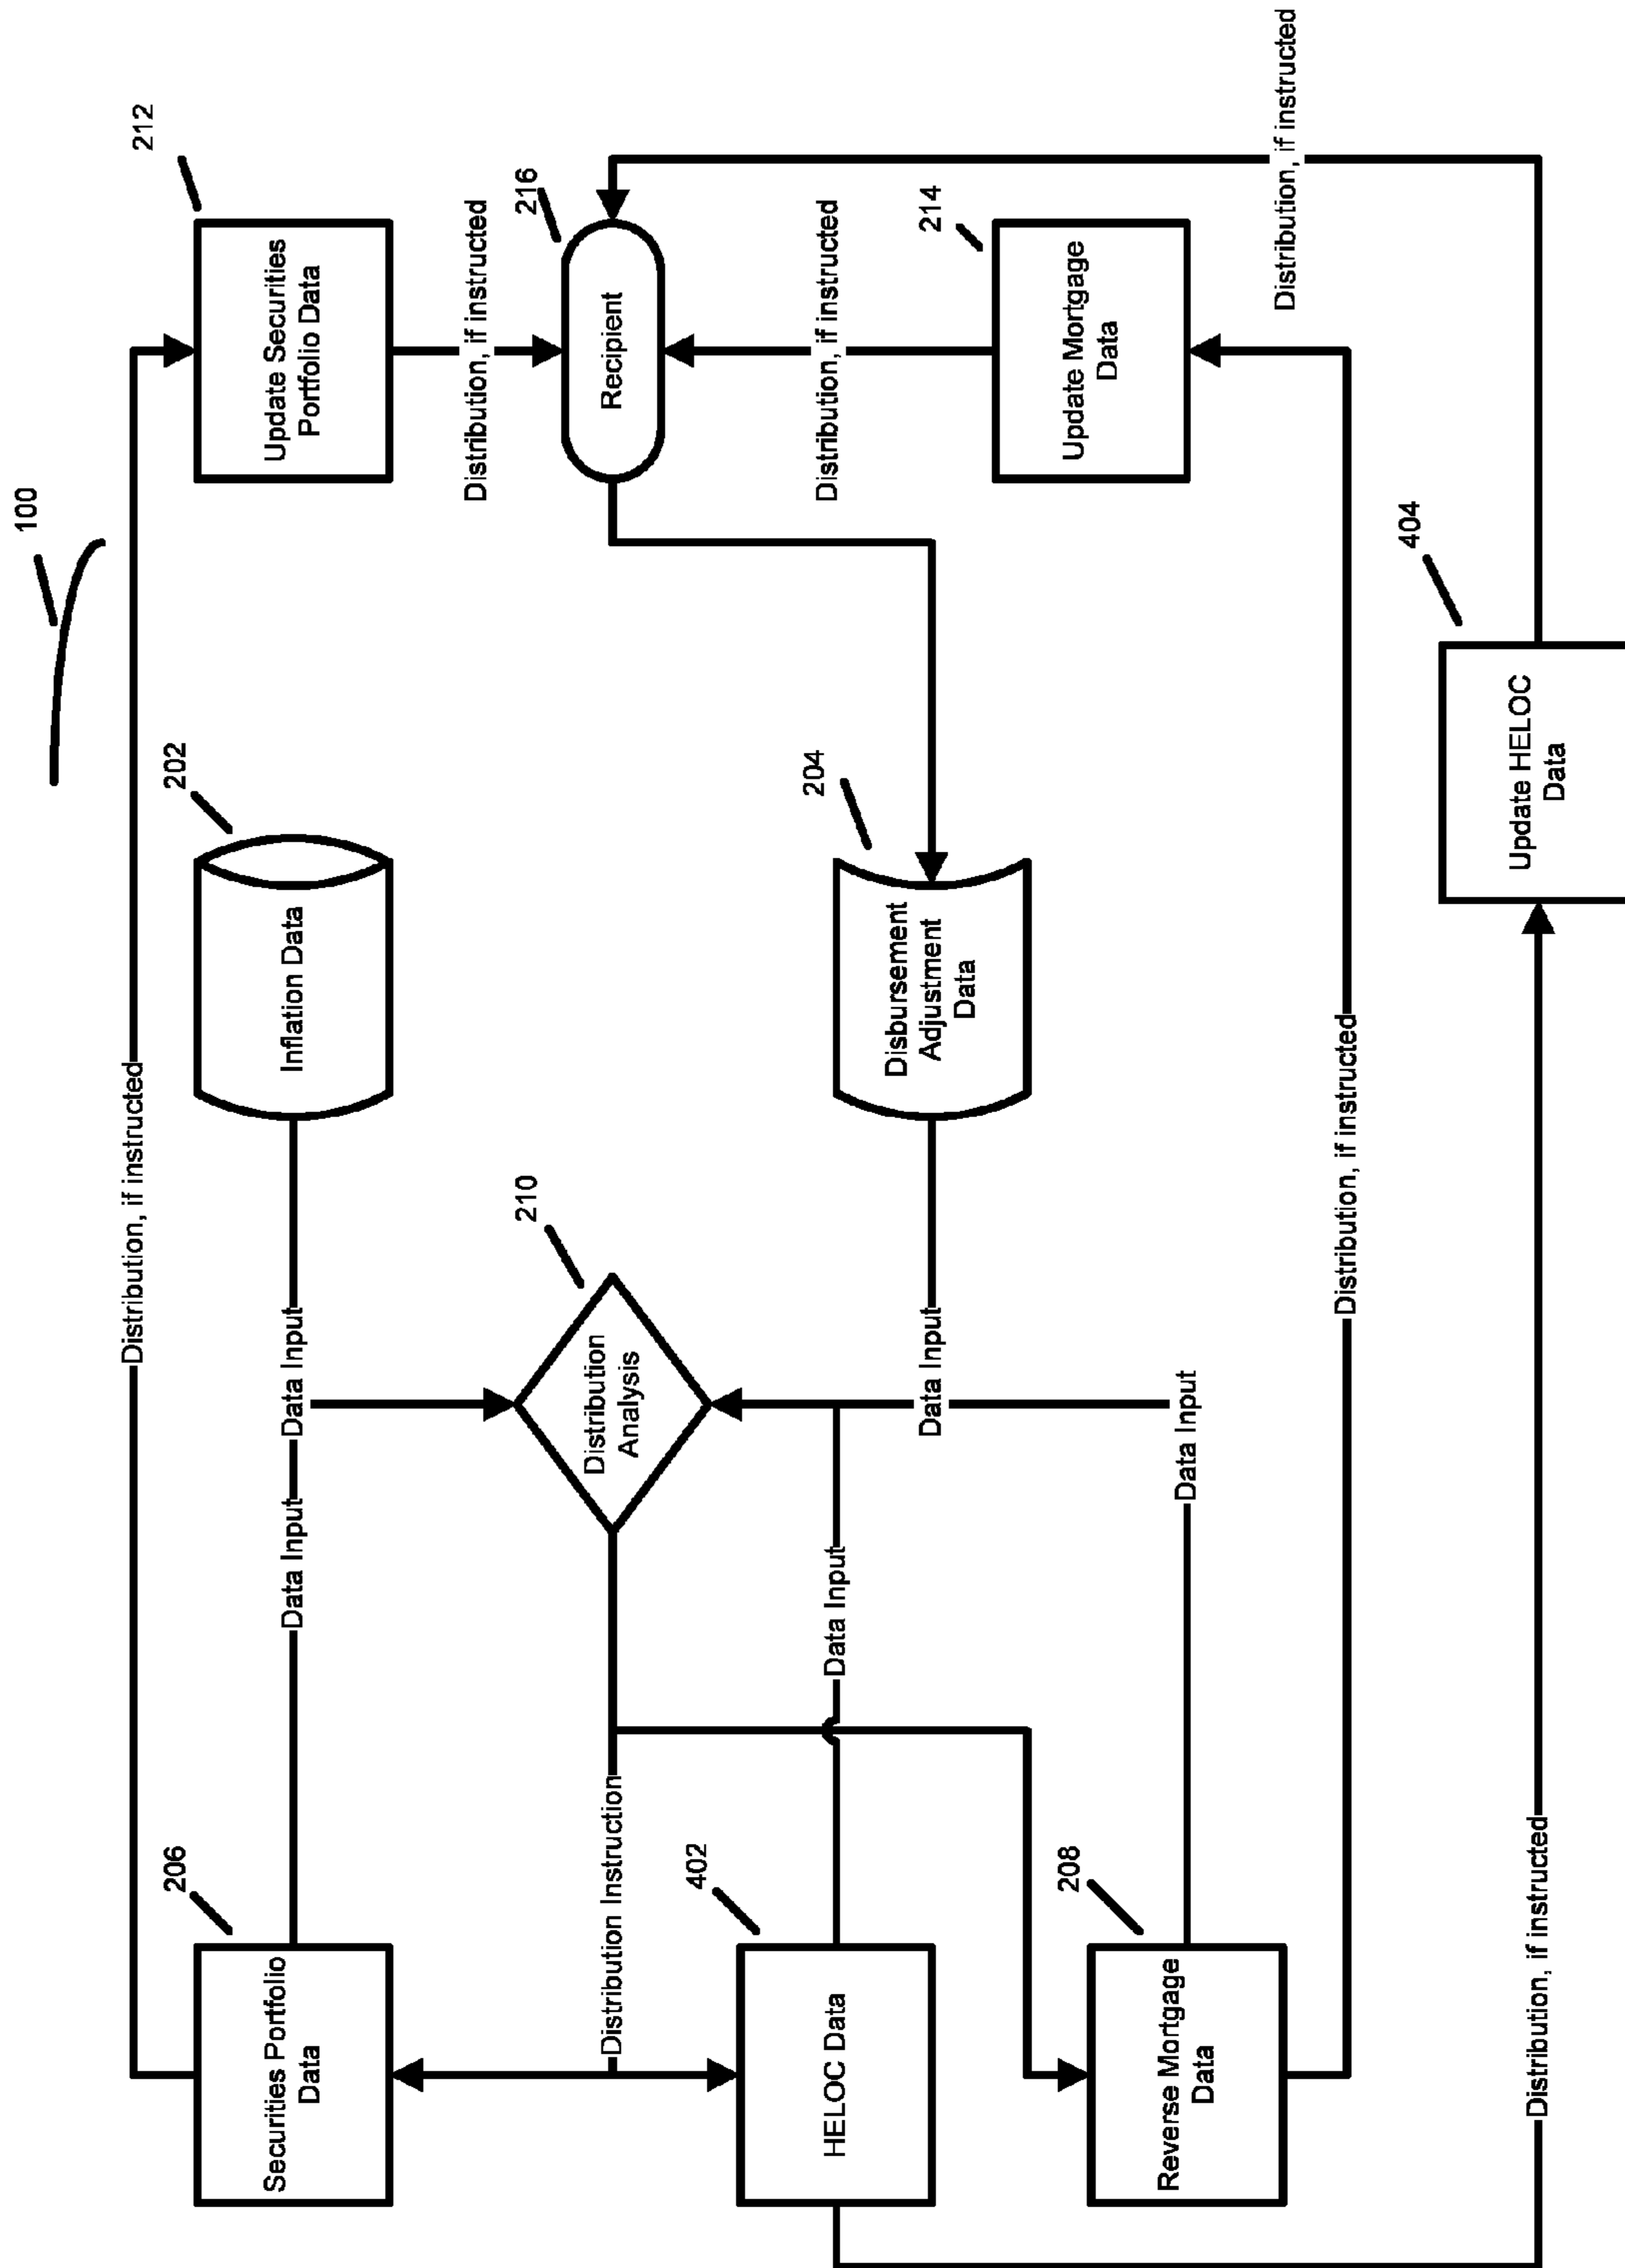 100
Distribution, if instructed
212
206
202
Securities Portfolio
Data
Data Input
Data Input
Inflation Data
Update Securities
Portfolio Data
Distribution, if instructed
210
216
Distribution Instruction
Distribution
Analysis
Recipient
402
204
Distribution, if instructed
HELOC Data
Data Input
Disbursement
Adjustment
Data
Data Input
214
208
Reverse Mortgage
Data
Data Input
Update Mortgage
Data
Distribution, if instructed
Distribution, if instructed
404
Distribution, if instructed
Update HELOC
Data